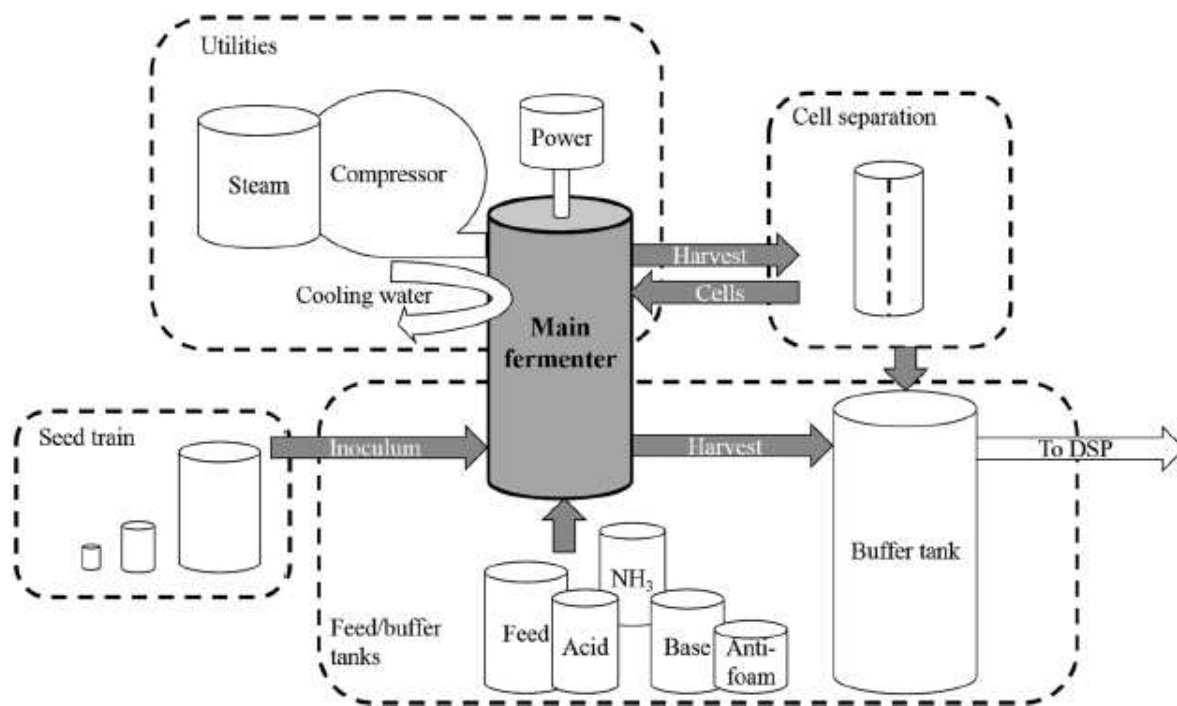 Utilities
Steam
Compressor
Power
Cooling water
Cell separation
Harvest
Cells
Main
fermenter
Seed train
Inoculum
Harvest
To DSP
Buffer tank
Feed/buffer
tanks
Feed
Acid
NH₃
Base
Anti-
foam